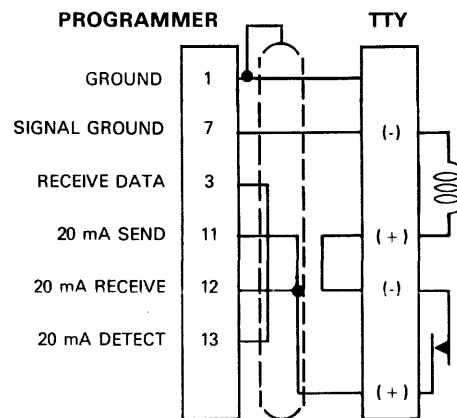 PROGRAMMER TTY
GROUND 1
SIGNAL GROUND 7 (-)
RECEIVE DATA 3
20 mA SEND 11 (+)
20 mA RECEIVE 12 (-)
20 mA DETECT 13
(+)